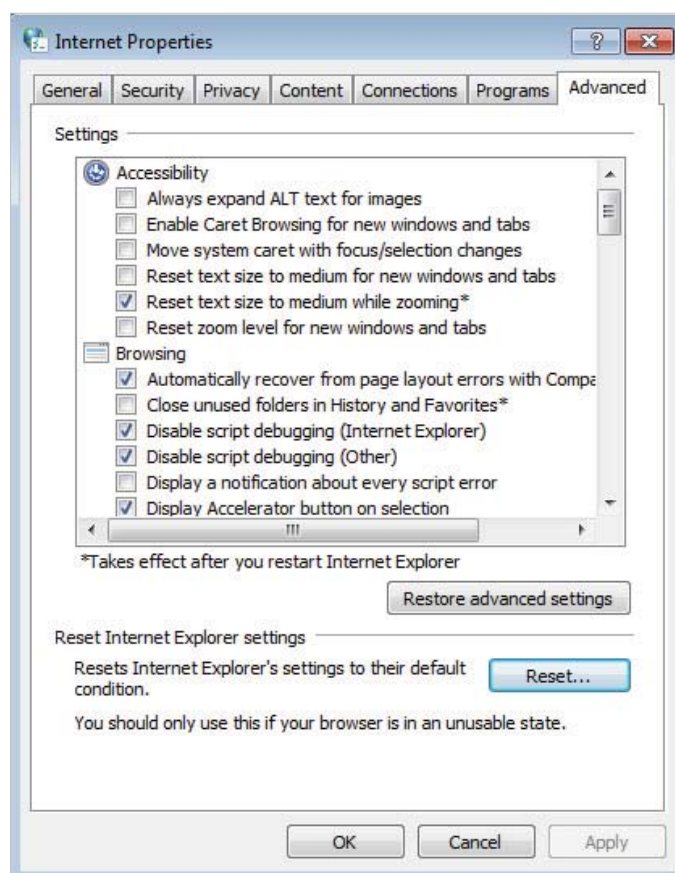 Internet Properties
General Security Privacy Content Connections Programs Advanced
Settings
Accessibility
Always expand ALT text for images
Enable Caret Browsing for new windows and tabs
Move system caret with focus/selection changes
Reset text size to medium for new windows and tabs
Reset text size to medium while zooming*
Reset zoom level for new windows and tabs
Browsing
Automatically recover from page layout errors with Compa
Close unused folders in History and Favorites*
Disable script debugging (Internet Explorer)
Disable script debugging (Other)
Display a notification about every script error
Display Accelerator button on selection
*Takes effect after you restart Internet Explorer
Restore advanced settings
Reset Internet Explorer settings
Resets Internet Explorer's settings to their default
condition.
Reset...
You should only use this if your browser is in an unusable state.
OK Cancel Apply